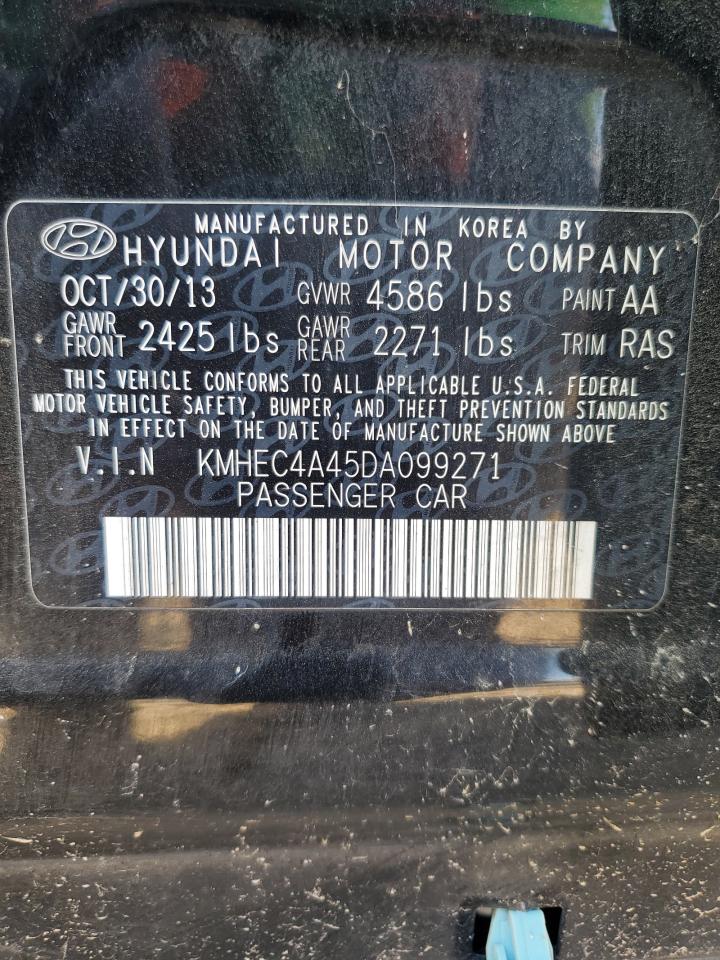 MANUFACTURED IN KOREA BY
HYUNDAI MOTOR COMPANY
OCT/30/13 GVWR 4586 lbs PAINT AA
GAWR FRONT 2425 lbs GAWR REAR 2271 lbs TRIM RAS
THIS VEHICLE CONFORMS TO ALL APPLICABLE U.S.A. FEDERAL
MOTOR VEHICLE SAFETY, BUMPER, AND THEFT PREVENTION STANDARDS
IN EFFECT ON THE DATE OF MANUFACTURE SHOWN ABOVE
V.I.N KMHEC4A45DA099271
PASSENGER CAR